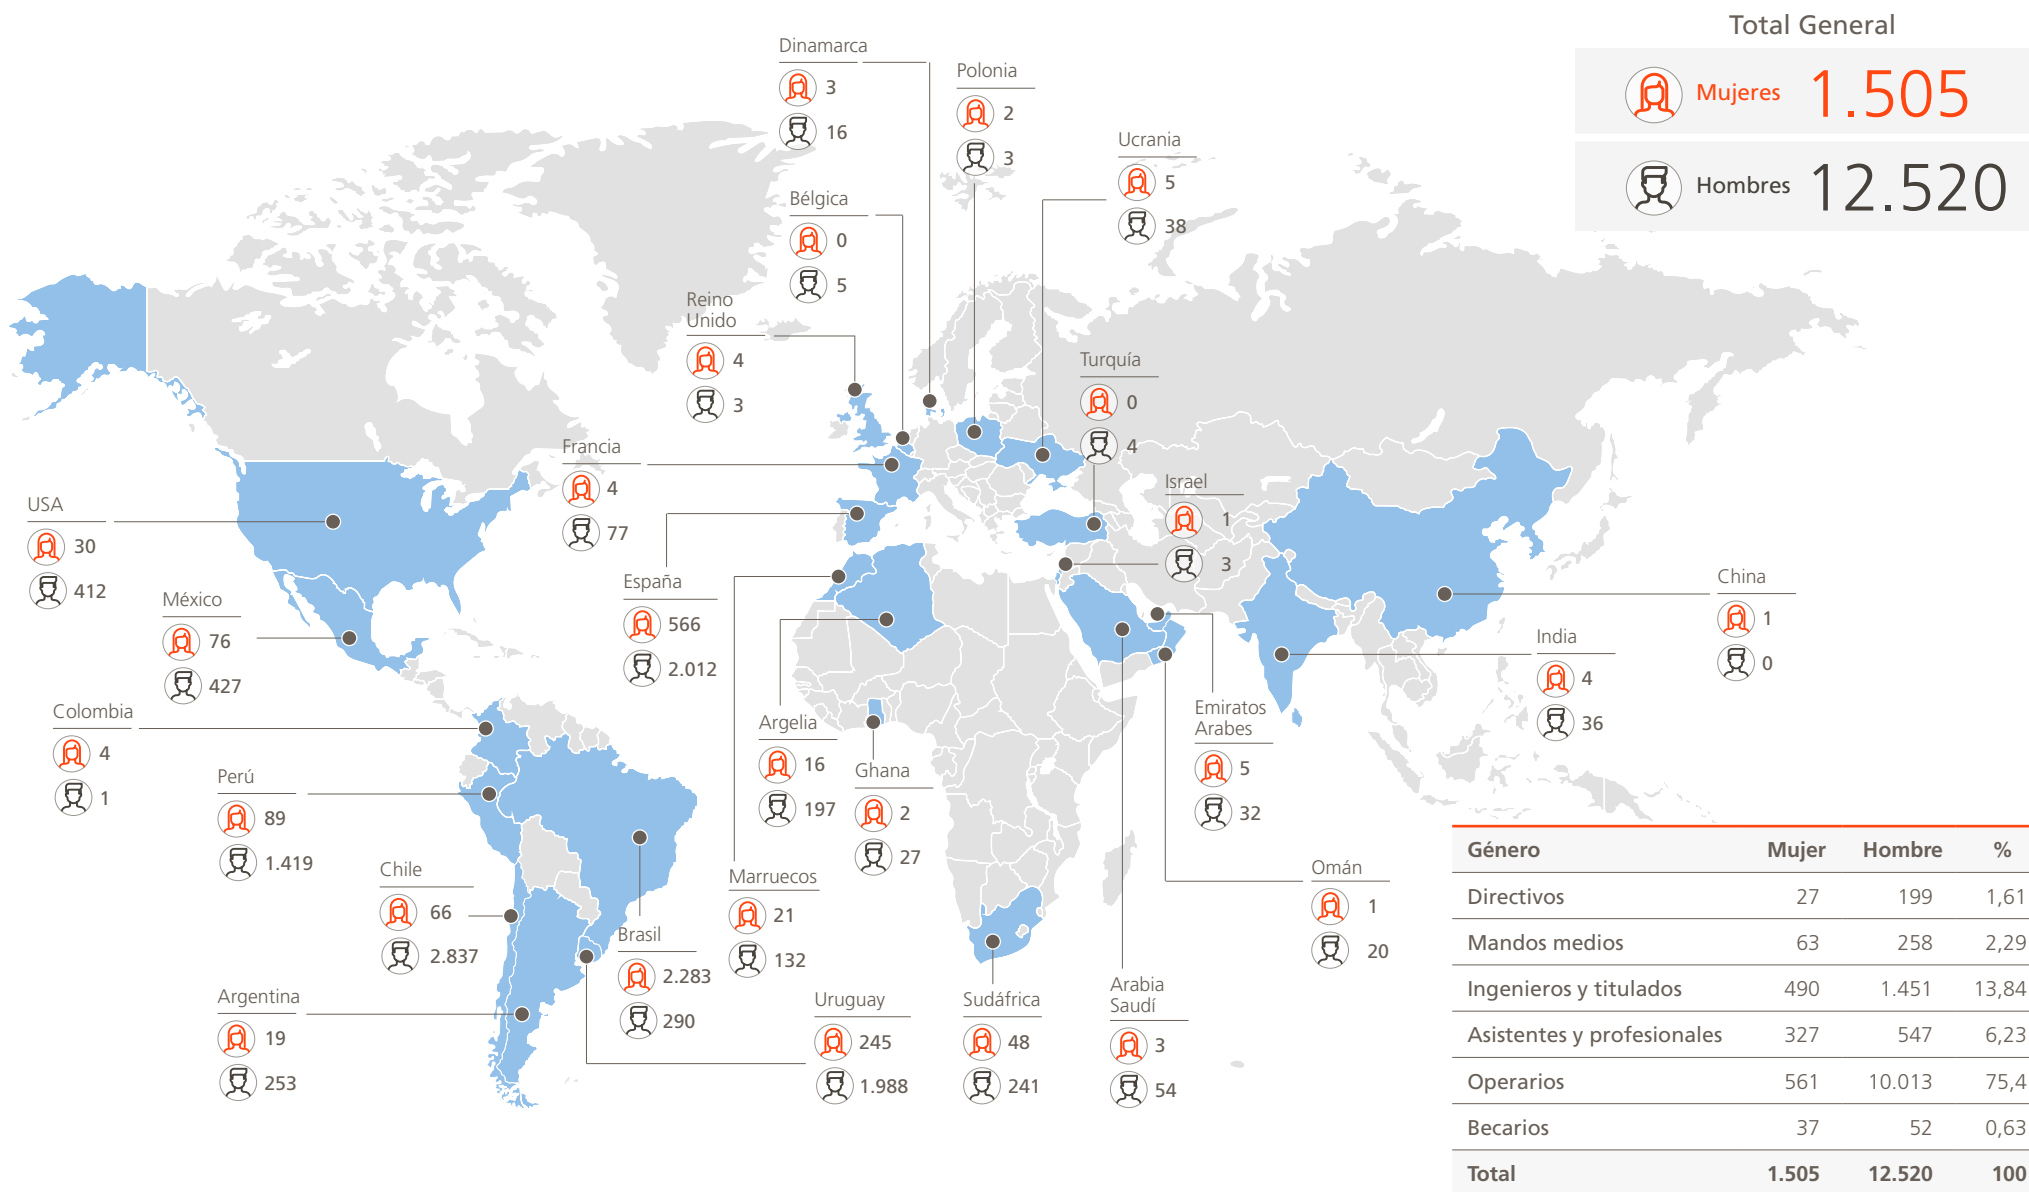 Total General
Mujeres 1.505
Hombres 12.520
Dinamarca
3
16
Polonia
2
3
Ucrania
5
38
Bélgica
0
5
Reino
Unido
4
3
Turquía
0
4
Francia
4
77
Israel
1
3
USA
30
412
España
566
2.012
México
76
427
China
1
0
India
4
36
Colombia
4
1
Emiratos
Arabes
5
32
Argelia
16
197
Ghana
2
27
Perú
89
1.419
Chile
66
2.837
Marruecos
21
132
Omán
1
20
Brasil
2.283
290
Argentina
19
253
Uruguay
245
1.988
Sudáfrica
48
241
Arabia
Saudí
3
54
Género Mujer Hombre %
Directivos 27 199 1,61
Mandos medios 63 258 2,29
Ingenieros y titulados 490 1.451 13,84
Asistentes y profesionales 327 547 6,23
Operarios 561 10.013 75,4
Becarios 37 52 0,63
Total 1.505 12.520 100